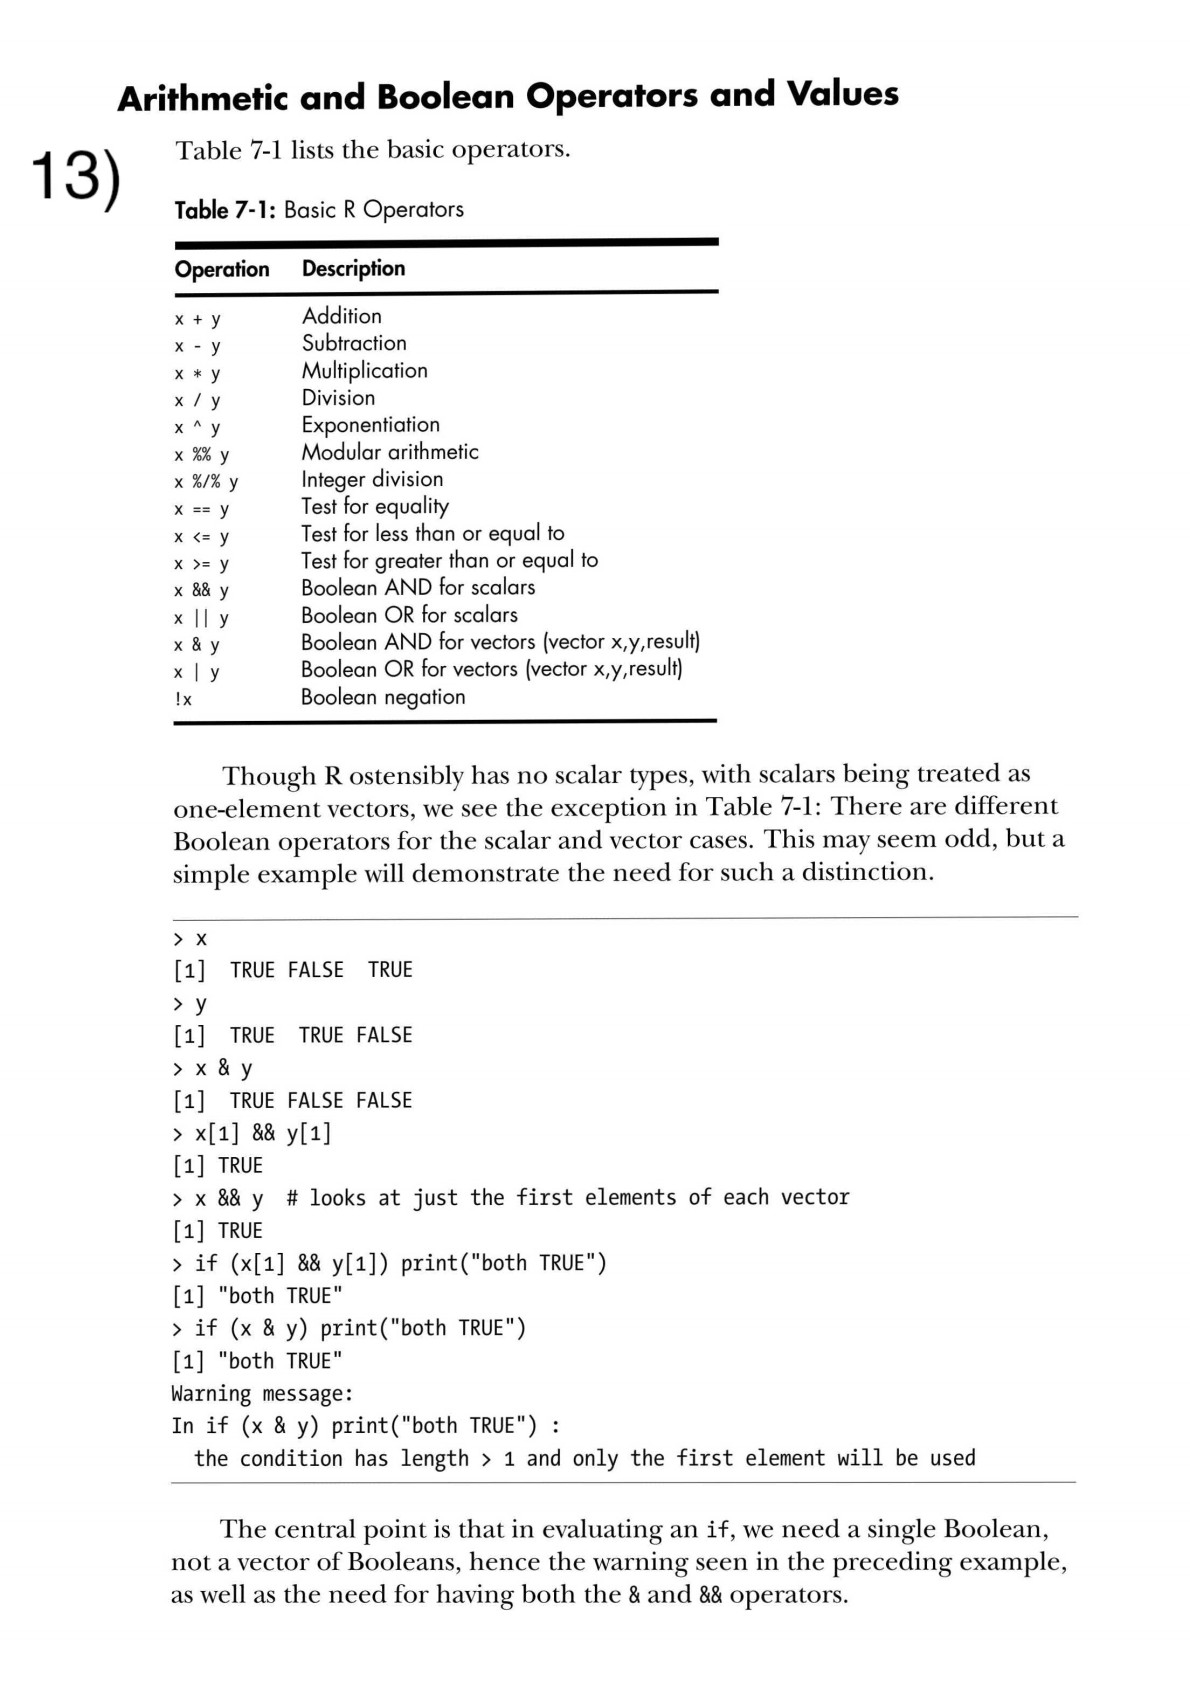 Arithmetic and Boolean Operators and Values
13)
Table 7-1 lists the basic operators.
Table 7-1: Basic R Operators
Operation Description
x + y Addition
x - y Subtraction
x * y Multiplication
x / y Division
x ^ y Exponentiation
x %% y Modular arithmetic
x %/% y Integer division
x == y Test for equality
x <= y Test for less than or equal to
x >= y Test for greater than or equal to
x && y Boolean AND for scalars
x || y Boolean OR for scalars
x & y Boolean AND for vectors (vector x,y,result)
x | y Boolean OR for vectors (vector x,y,result)
!x Boolean negation
Though R ostensibly has no scalar types, with scalars being treated as
one-element vectors, we see the exception in Table 7-1: There are different
Boolean operators for the scalar and vector cases. This may seem odd, but a
simple example will demonstrate the need for such a distinction.
> x
[1]  TRUE FALSE  TRUE
> y
[1]  TRUE  TRUE FALSE
> x & y
[1]  TRUE FALSE FALSE
> x[1] && y[1]
[1] TRUE
> x && y  # looks at just the first elements of each vector
[1] TRUE
> if (x[1] && y[1]) print("both TRUE")
[1] "both TRUE"
> if (x & y) print("both TRUE")
[1] "both TRUE"
Warning message:
In if (x & y) print("both TRUE") :
  the condition has length > 1 and only the first element will be used
The central point is that in evaluating an if, we need a single Boolean,
not a vector of Booleans, hence the warning seen in the preceding example,
as well as the need for having both the & and && operators.